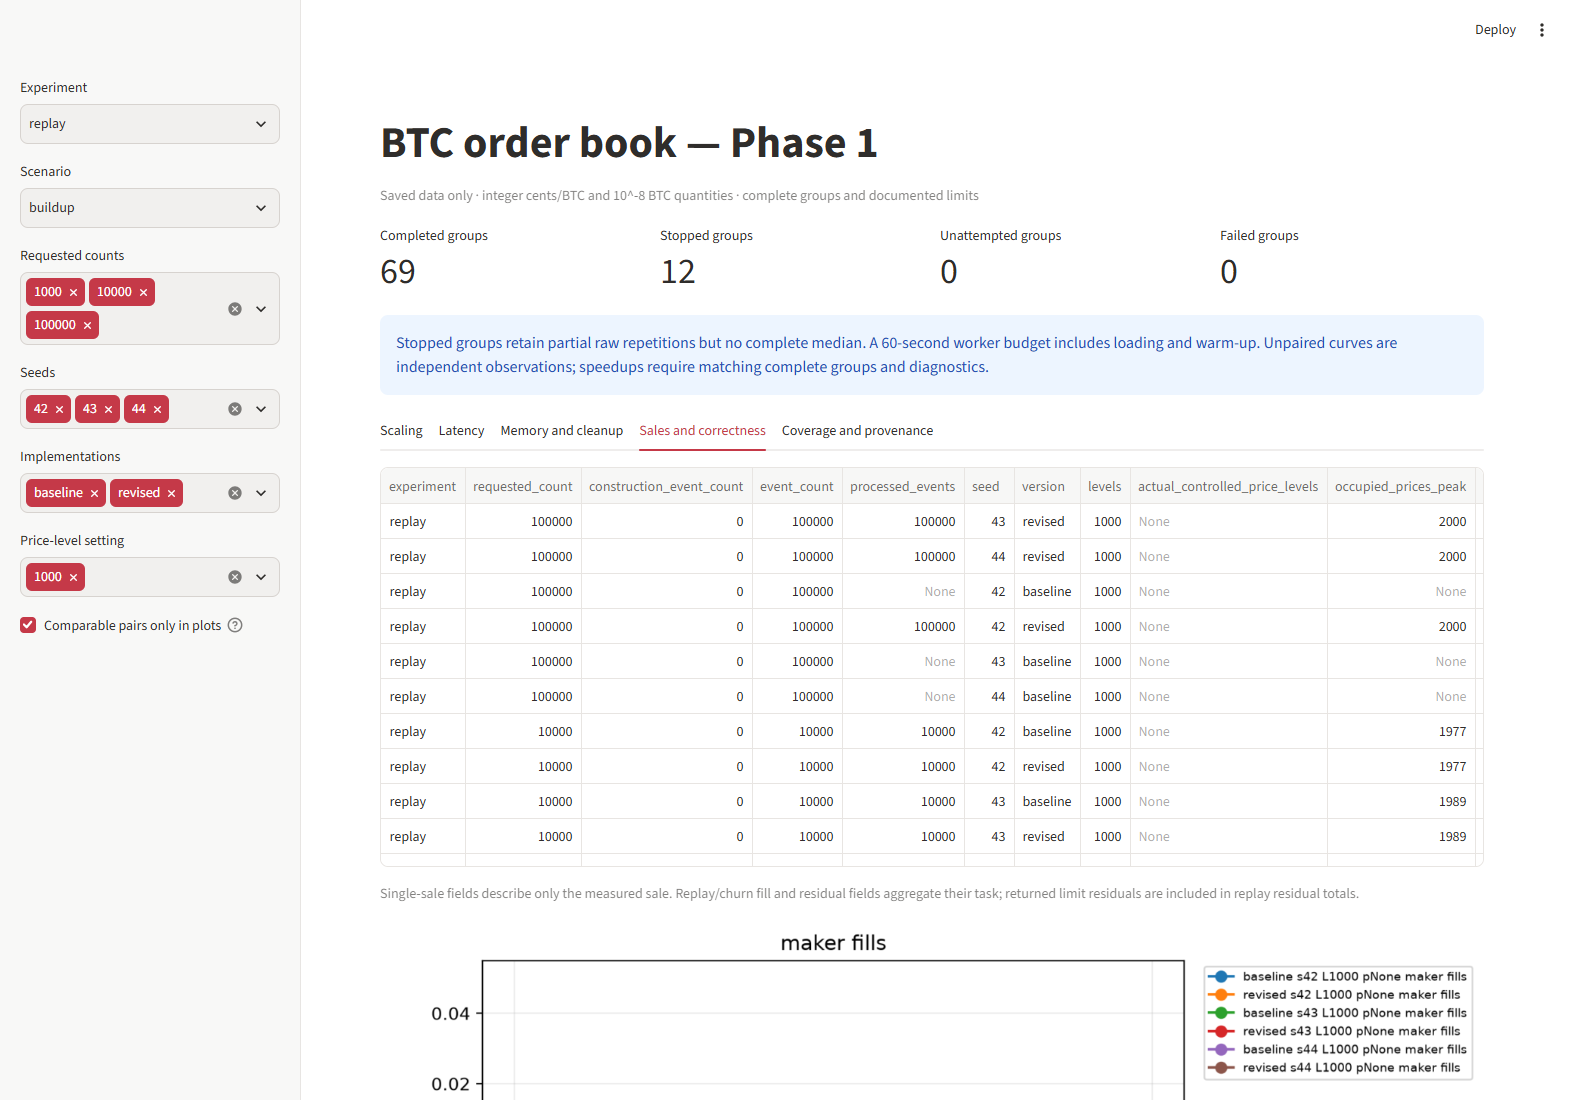 Deploy
Experiment
replay
Scenario
buildup
Requested counts
1000 × 10000 ×
100000 ×
Seeds
42 × 43 × 44 ×
Implementations
baseline × revised ×
Price-level setting
1000 ×
Comparable pairs only in plots
BTC order book — Phase 1
Saved data only · integer cents/BTC and 10^-8 BTC quantities · complete groups and documented limits
Completed groups Stopped groups Unattempted groups Failed groups
69 12 0 0
Stopped groups retain partial raw repetitions but no complete median. A 60-second worker budget includes loading and warm-up. Unpaired curves are
independent observations; speedups require matching complete groups and diagnostics.
Scaling Latency Memory and cleanup Sales and correctness Coverage and provenance
experiment requested_count construction_event_count event_count processed_events seed version levels actual_controlled_price_levels occupied_prices_peak
replay 100000 0 100000 100000 43 revised 1000 None 2000
replay 100000 0 100000 100000 44 revised 1000 None 2000
replay 100000 0 100000 None 42 baseline 1000 None None
replay 100000 0 100000 100000 42 revised 1000 None 2000
replay 100000 0 100000 None 43 baseline 1000 None None
replay 100000 0 100000 None 44 baseline 1000 None None
replay 10000 0 10000 10000 42 baseline 1000 None 1977
replay 10000 0 10000 10000 42 revised 1000 None 1977
replay 10000 0 10000 10000 43 baseline 1000 None 1989
replay 10000 0 10000 10000 43 revised 1000 None 1989
Single-sale fields describe only the measured sale. Replay/churn fill and residual fields aggregate their task; returned limit residuals are included in replay residual totals.
maker fills
0.04
0.02
baseline s42 L1000 pNone maker fills
revised s42 L1000 pNone maker fills
baseline s43 L1000 pNone maker fills
revised s43 L1000 pNone maker fills
baseline s44 L1000 pNone maker fills
revised s44 L1000 pNone maker fills